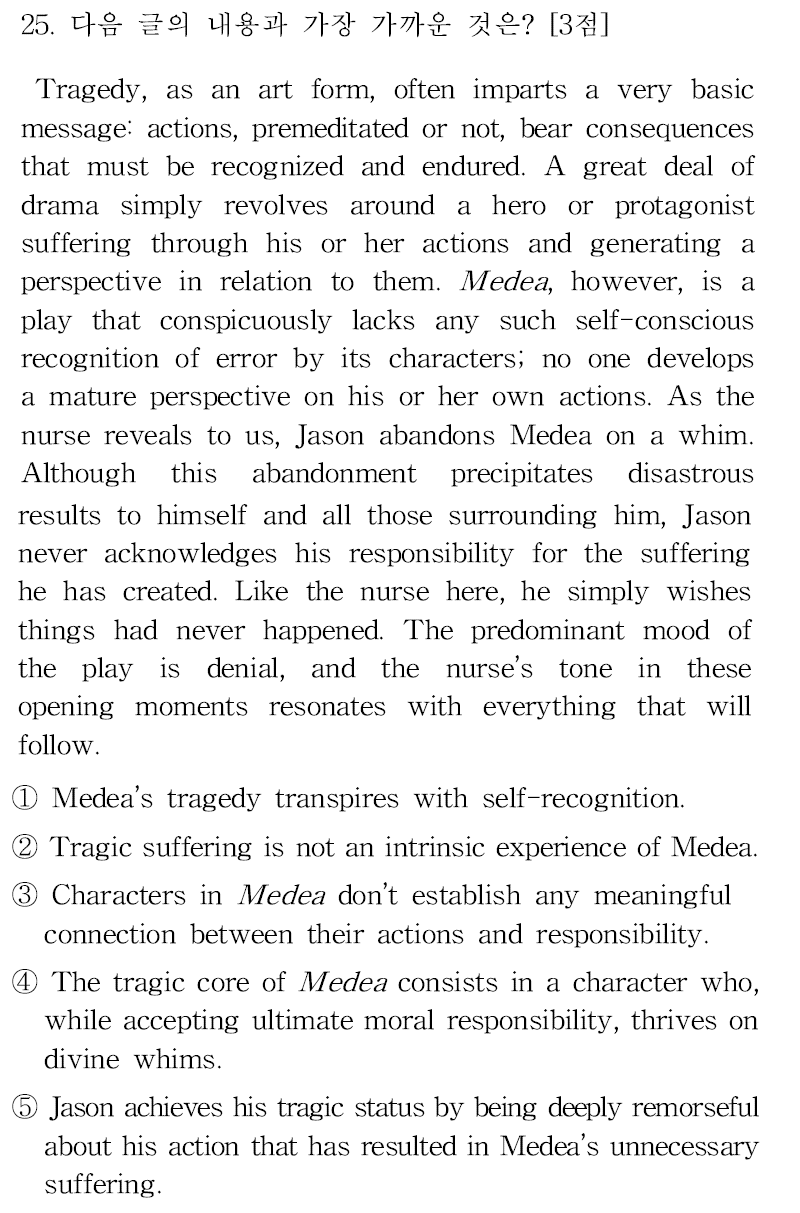 25. 다음 글의 내용과 가장 가까운 것은? [3점]
Tragedy, as an art form, often imparts a very basic
message: actions, premeditated or not, bear consequences
that must be recognized and endured. A great deal of
drama simply revolves around a hero or protagonist
suffering through his or her actions and generating a
perspective in relation to them. Medea, however, is a
play that conspicuously lacks any such self-conscious
recognition of error by its characters; no one develops
a mature perspective on his or her own actions. As the
nurse reveals to us, Jason abandons Medea on a whim.
Although this abandonment precipitates disastrous
results to himself and all those surrounding him, Jason
never acknowledges his responsibility for the suffering
he has created. Like the nurse here, he simply wishes
things had never happened. The predominant mood of
the play is denial, and the nurse's tone in these
opening moments resonates with everything that will
follow.
① Medea's tragedy transpires with self-recognition.
② Tragic suffering is not an intrinsic experience of Medea.
③ Characters in Medea don't establish any meaningful
connection between their actions and responsibility.
④ The tragic core of Medea consists in a character who,
while accepting ultimate moral responsibility, thrives on
divine whims.
⑤ Jason achieves his tragic status by being deeply remorseful
about his action that has resulted in Medea's unnecessary
suffering.